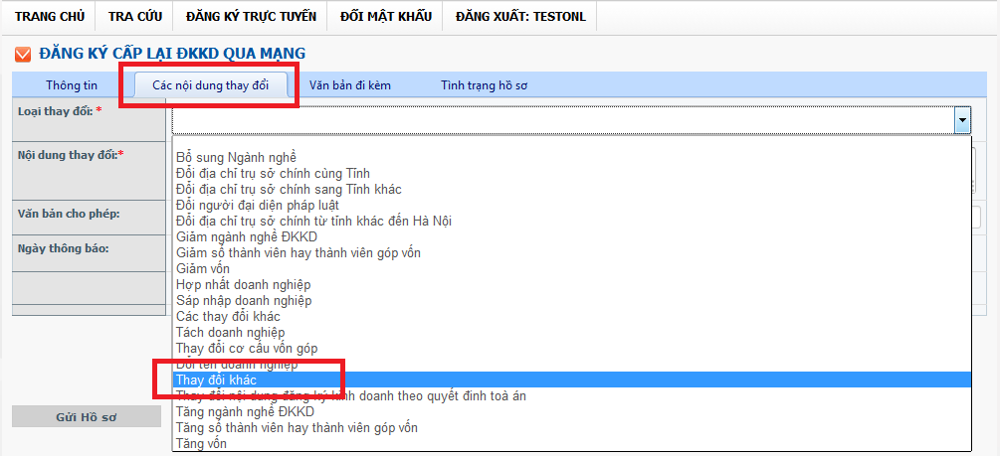 TRANG CHỦ TRA CỨU ĐĂNG KÝ TRỰC TUYẾN ĐỔI MẬT KHẨU ĐĂNG XUẤT: TESTONL
ĐĂNG KÝ CẤP LẠI ĐKKD QUA MẠNG
Thông tin Các nội dung thay đổi Văn bản đi kèm Tình trạng hồ sơ
Loại thay đổi: *
Nội dung thay đổi:*
Văn bản cho phép:
Ngày thông báo:
Bổ sung Ngành nghề
Đổi địa chỉ trụ sở chính cùng Tỉnh
Đổi địa chỉ trụ sở chính sang Tỉnh khác
Đổi người đại diện pháp luật
Đổi địa chỉ trụ sở chính từ tỉnh khác đến Hà Nội
Giảm ngành nghề ĐKKD
Giảm số thành viên hay thành viên góp vốn
Giảm vốn
Hợp nhất doanh nghiệp
Sáp nhập doanh nghiệp
Các thay đổi khác
Tách doanh nghiệp
Thay đổi cơ cấu vốn góp
Đổi tên doanh nghiệp
Thay đổi khác
Thay đổi nội dung đăng ký kinh doanh theo quyết đinh toà án
Tăng ngành nghề ĐKKD
Tăng số thành viên hay thành viên góp vốn
Tăng vốn
Gửi Hồ sơ